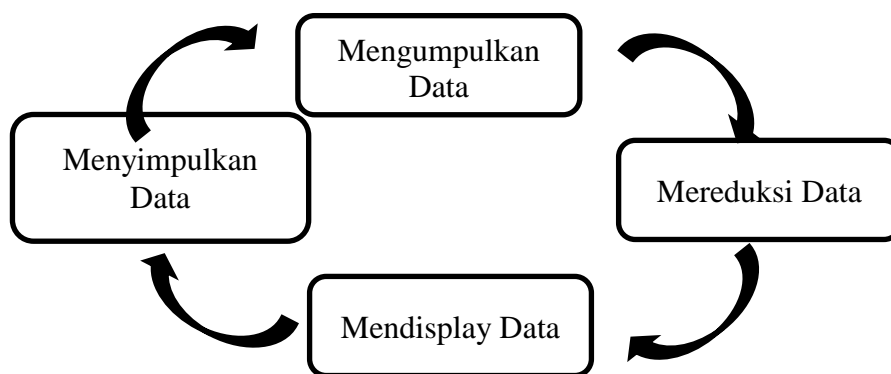 Mengumpulkan
Data
Menyimpulkan
Data
Mereduksi Data
Mendisplay Data